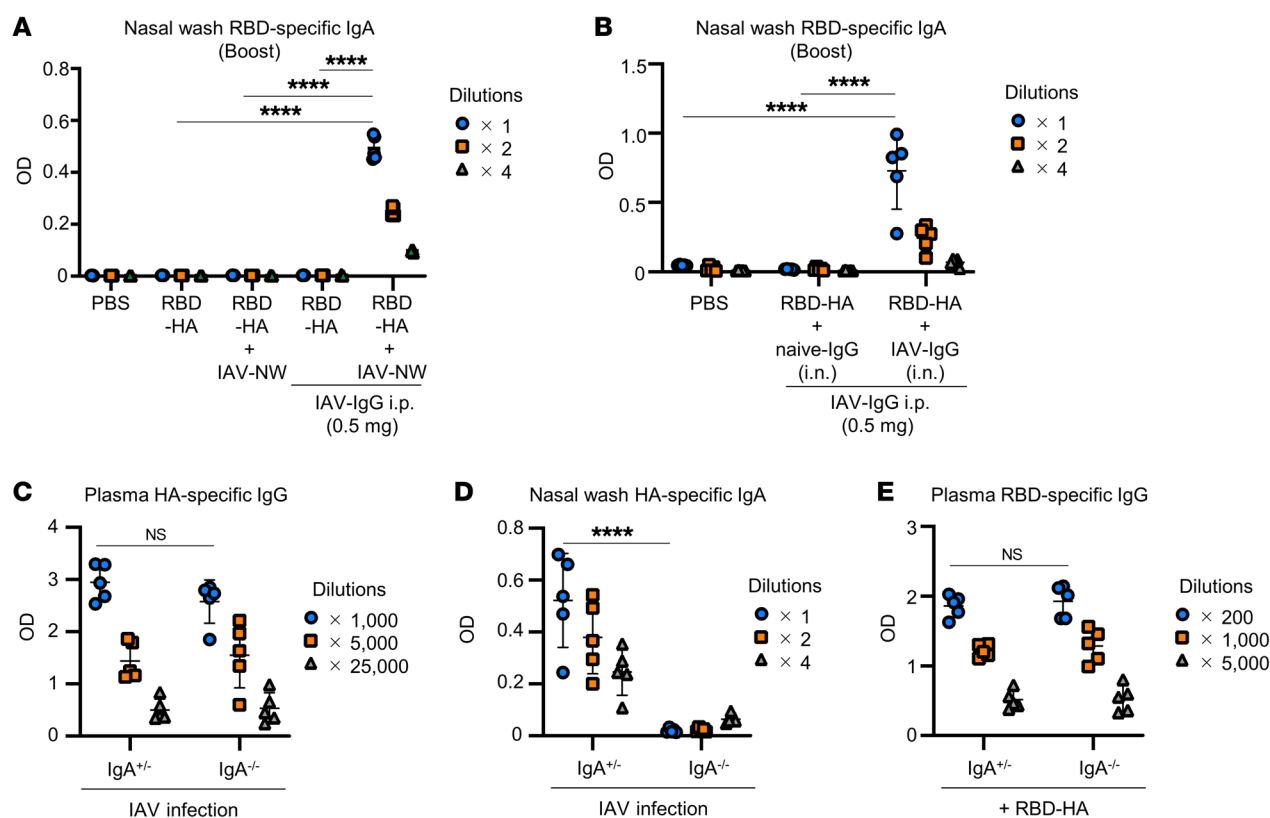 A
Nasal wash RBD-specific IgA
(Boost)
OD
0.8
0.6
0.4
0.2
0
****
****
****
PBS
RBD
-HA
RBD
-HA
+
IAV-NW
RBD
-HA
RBD
-HA
+
IAV-NW
IAV-IgG i.p.
(0.5 mg)
Dilutions
× 1
× 2
× 4
B
Nasal wash RBD-specific IgA
(Boost)
OD
1.5
1.0
0.5
0
****
****
PBS
RBD-HA
+
naive-IgG
(i.n.)
RBD-HA
+
IAV-IgG
(i.n.)
IAV-IgG i.p.
(0.5 mg)
Dilutions
× 1
× 2
× 4
C
Plasma HA-specific IgG
OD
4
3
2
1
0
NS
IgA+/-
IgA-/-
IAV infection
Dilutions
× 1,000
× 5,000
× 25,000
D
Nasal wash HA-specific IgA
OD
0.8
0.6
0.4
0.2
0
****
IgA+/-
IgA-/-
IAV infection
Dilutions
× 1
× 2
× 4
E
Plasma RBD-specific IgG
OD
3
2
1
0
NS
IgA+/-
IgA-/-
+ RBD-HA
Dilutions
× 200
× 1,000
× 5,000